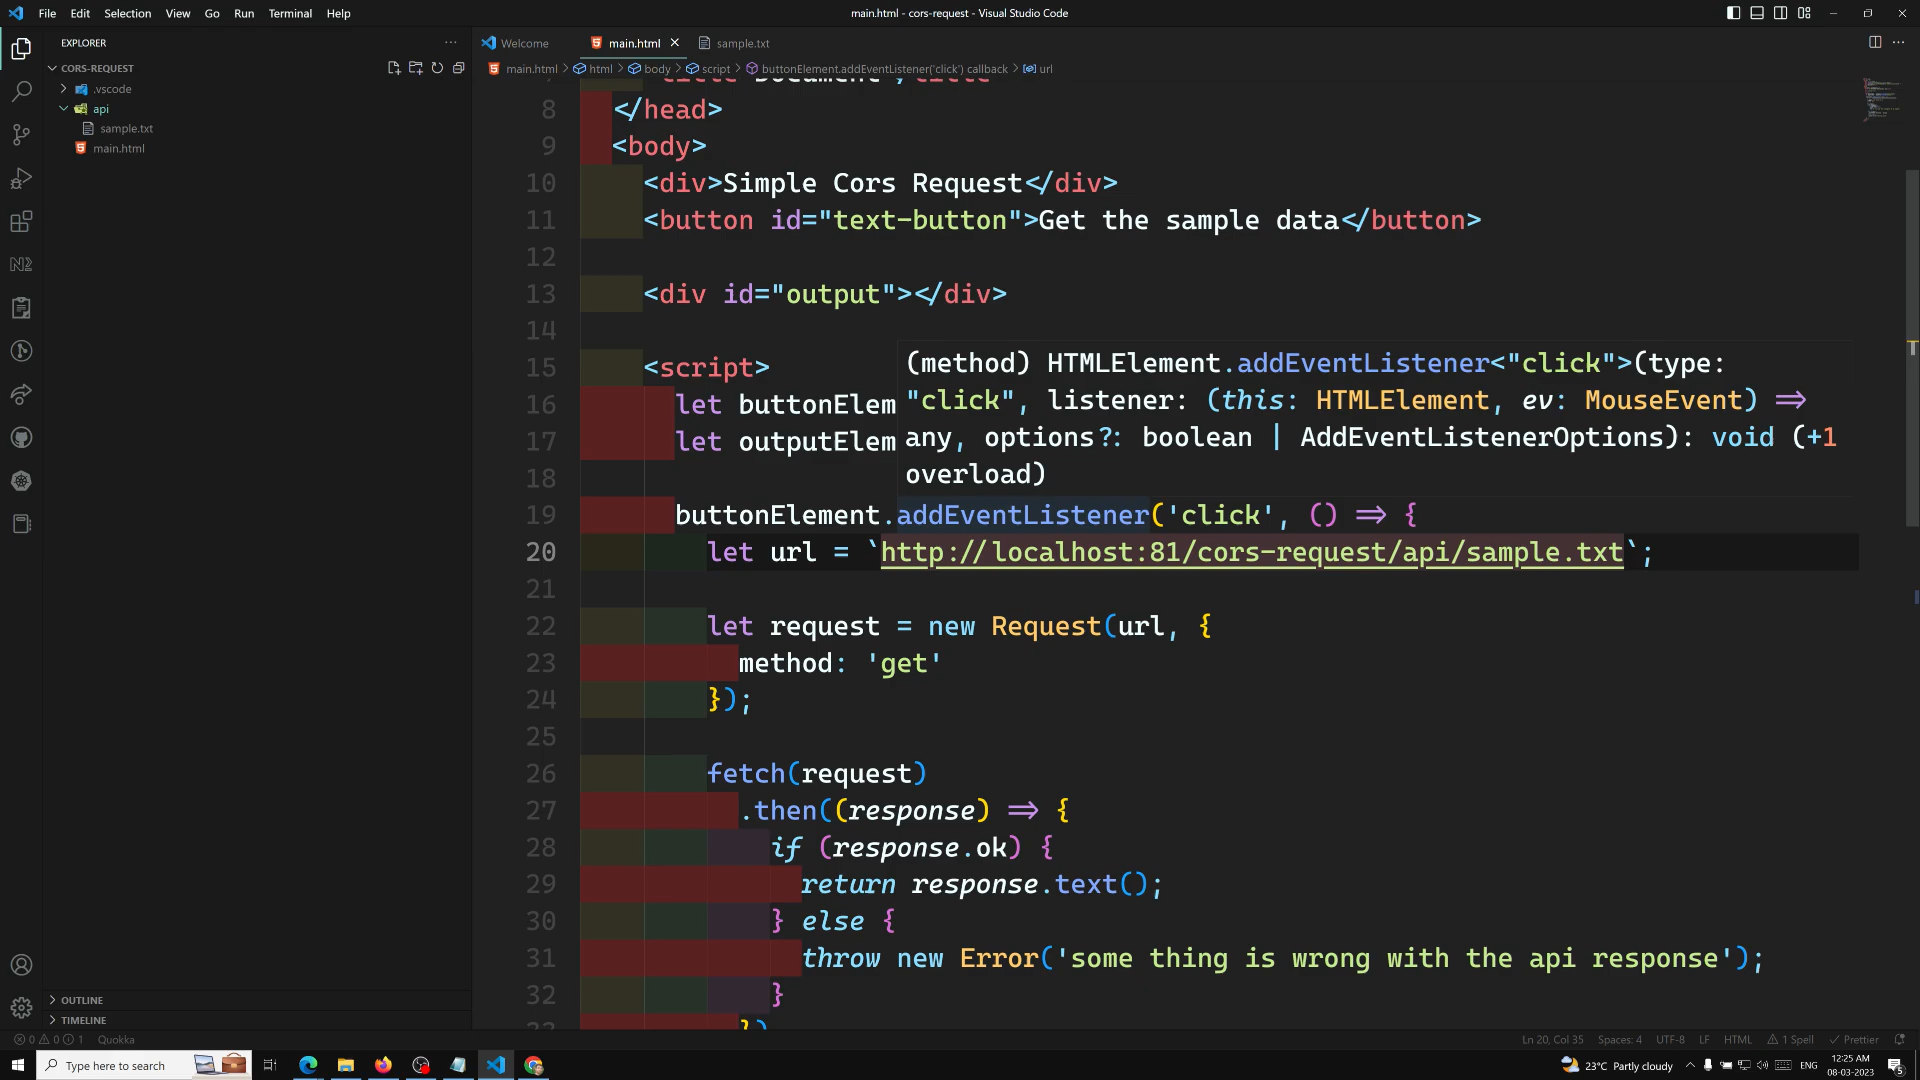 File Edit Selection View Go Run Terminal Help
main.html - cors-request - Visual Studio Code
EXPLORER
CORS-REQUEST
.vscode
api
sample.txt
main.html
OUTLINE
TIMELINE
Welcome
main.html
sample.txt
main.html > html > body > script > buttonElement.addEventListener('click') callback > url
8 </head>
9 <body>
10 <div>Simple Cors Request</div>
11 <button id="text-button">Get the sample data</button>
12
13 <div id="output"></div>
14
15 <script>
16 let buttonElem
17 let outputElem
18
(method) HTMLElement.addEventListener<"click">(type:
"click", listener: (this: HTMLElement, ev: MouseEvent) =>
any, options?: boolean | AddEventListenerOptions): void (+1
overload)
19 buttonElement.addEventListener('click', () => {
20 let url = `http://localhost:81/cors-request/api/sample.txt`;
21
22 let request = new Request(url, {
23 method: 'get'
24 });
25
26 fetch(request)
27 .then((response) => {
28 if (response.ok) {
29 return response.text();
30 } else {
31 throw new Error('some thing is wrong with the api response');
32 }
33 })
0 0 1 Quokka
Ln 20, Col 35 Spaces: 4 UTF-8 LF HTML 1 Spell Prettier
Type here to search
23°C Partly cloudy
ENG
12:25 AM
08-03-2023
5